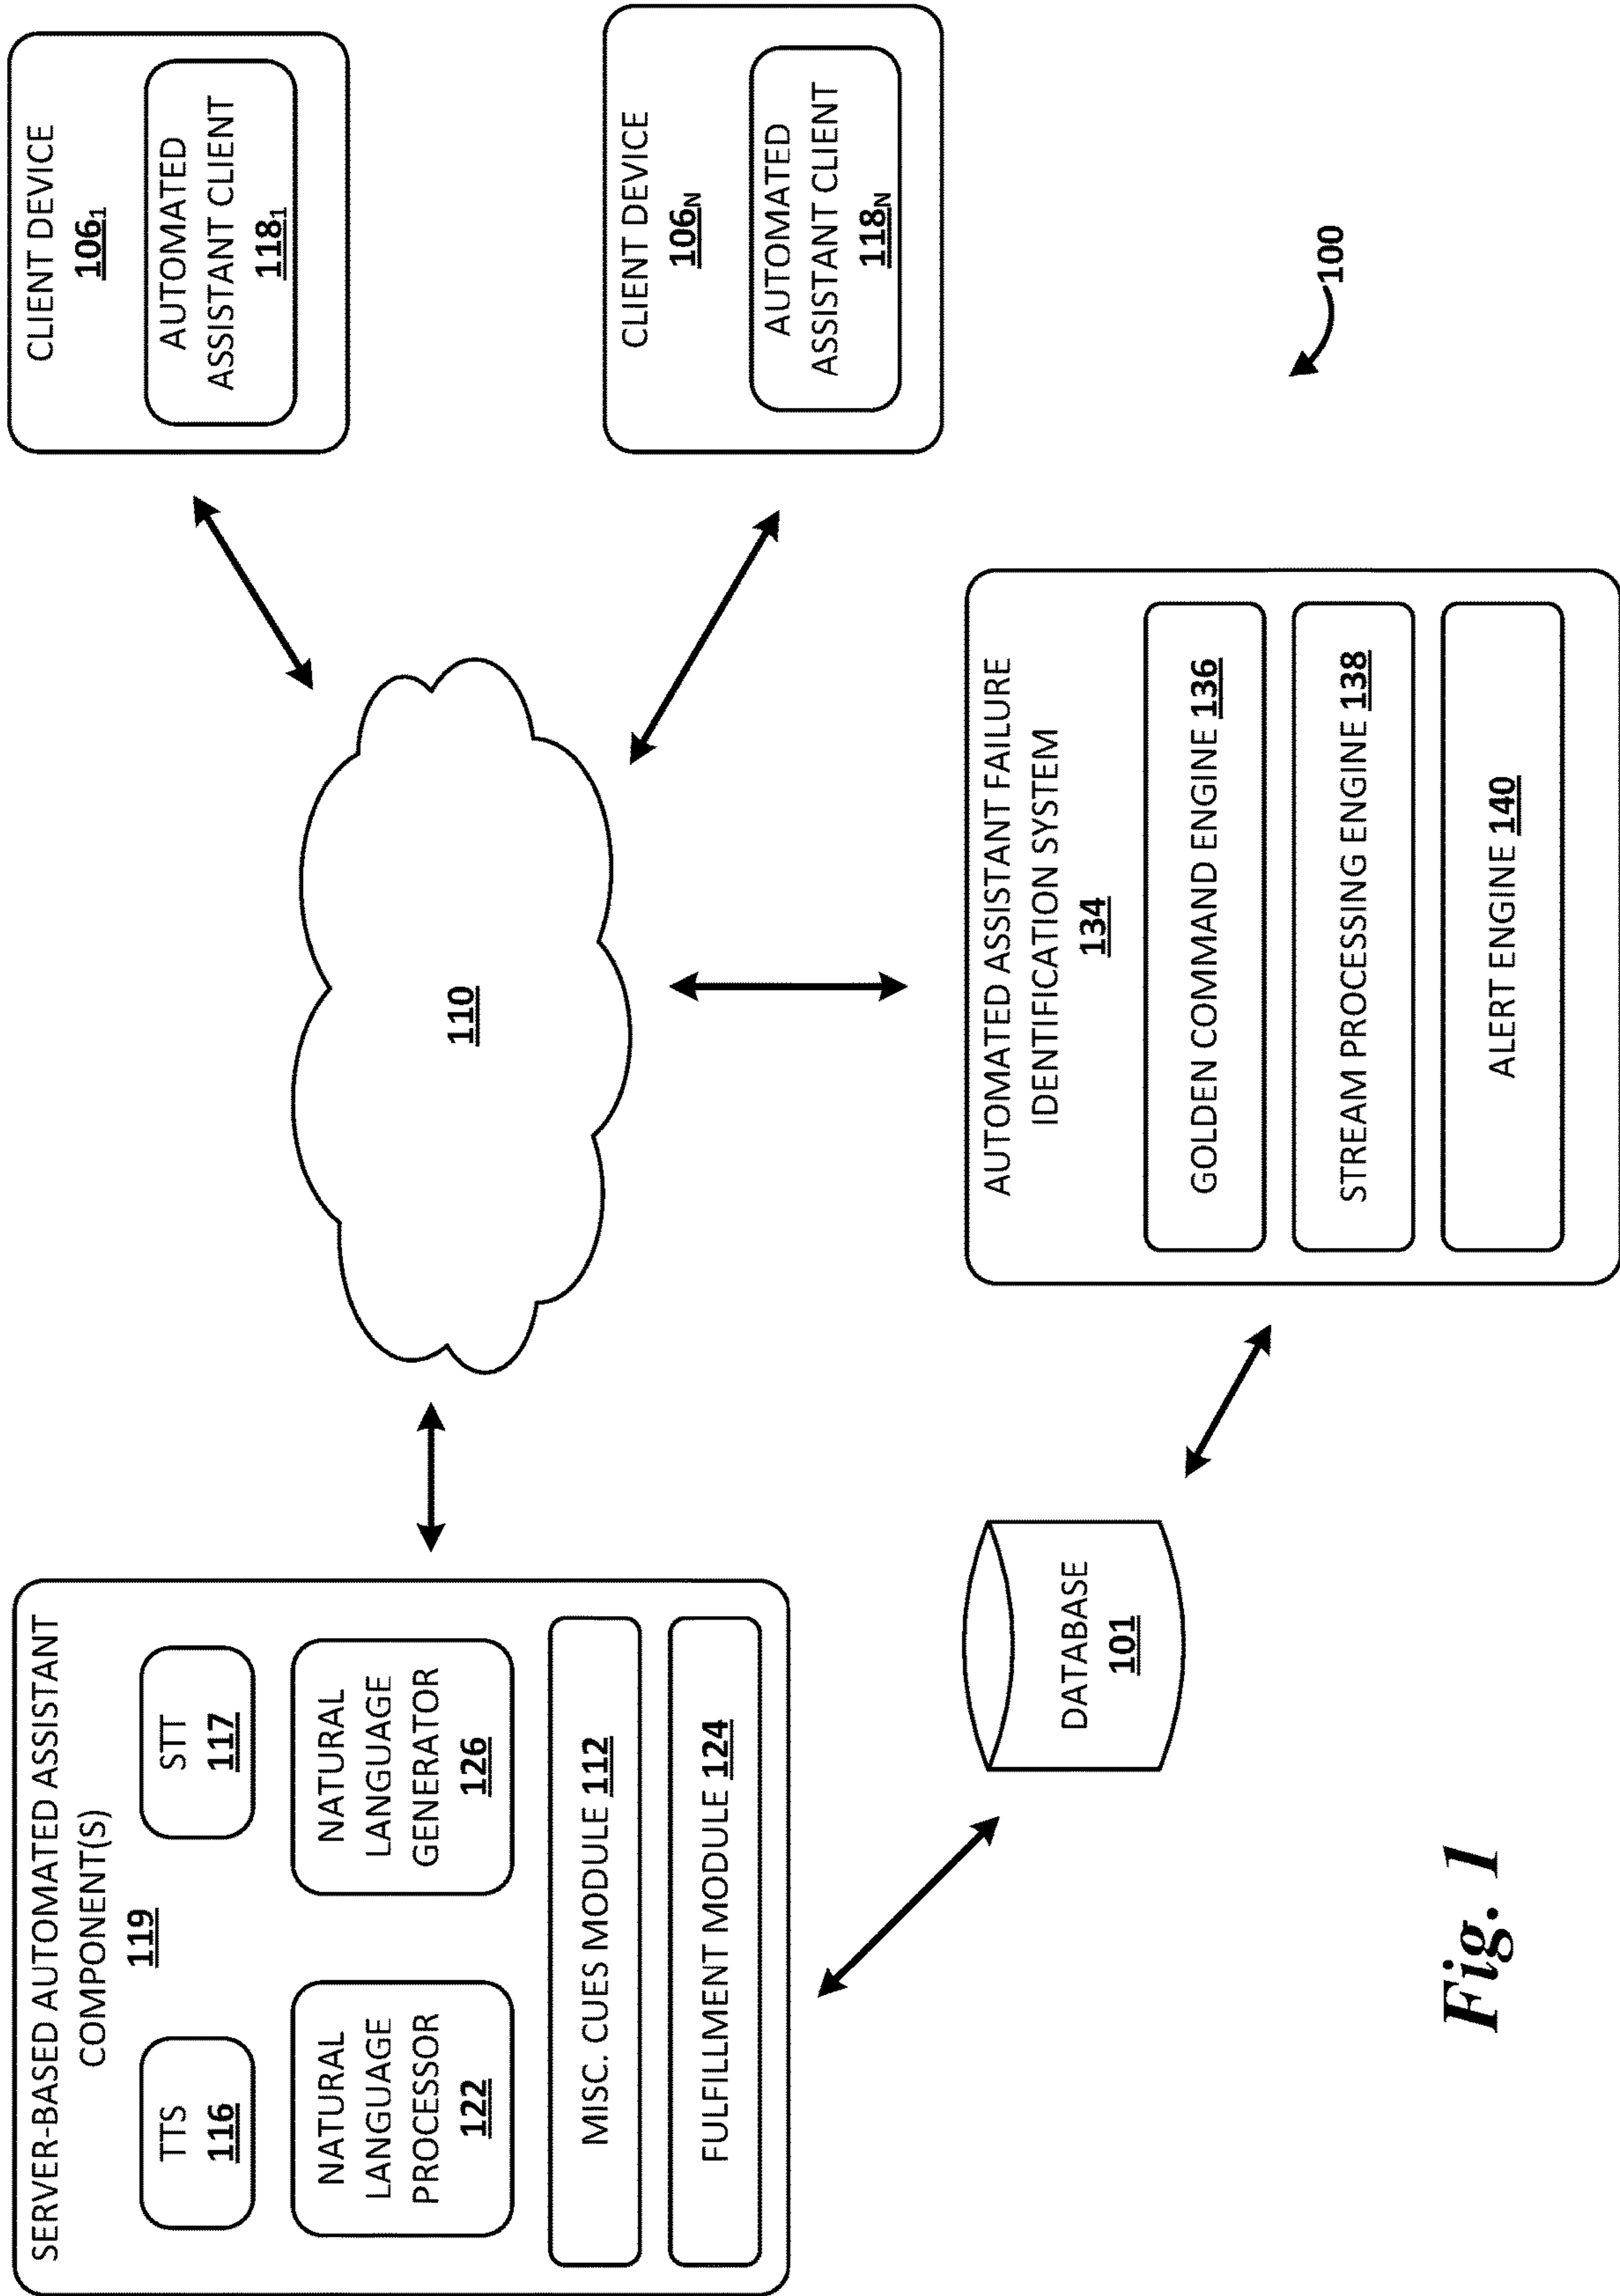 SERVER-BASED AUTOMATED ASSISTANT
COMPONENT(S)
119
TTS
116
STT
117
NATURAL
LANGUAGE
PROCESSOR
122
NATURAL
LANGUAGE
GENERATOR
126
MISC. CUES MODULE 112
FULFILLMENT MODULE 124
110
CLIENT DEVICE
106₁
AUTOMATED
ASSISTANT CLIENT
118₁
CLIENT DEVICE
106N
AUTOMATED
ASSISTANT CLIENT
118N
DATABASE
101
AUTOMATED ASSISTANT FAILURE
IDENTIFICATION SYSTEM
134
GOLDEN COMMAND ENGINE 136
STREAM PROCESSING ENGINE 138
ALERT ENGINE 140
100
Fig. 1